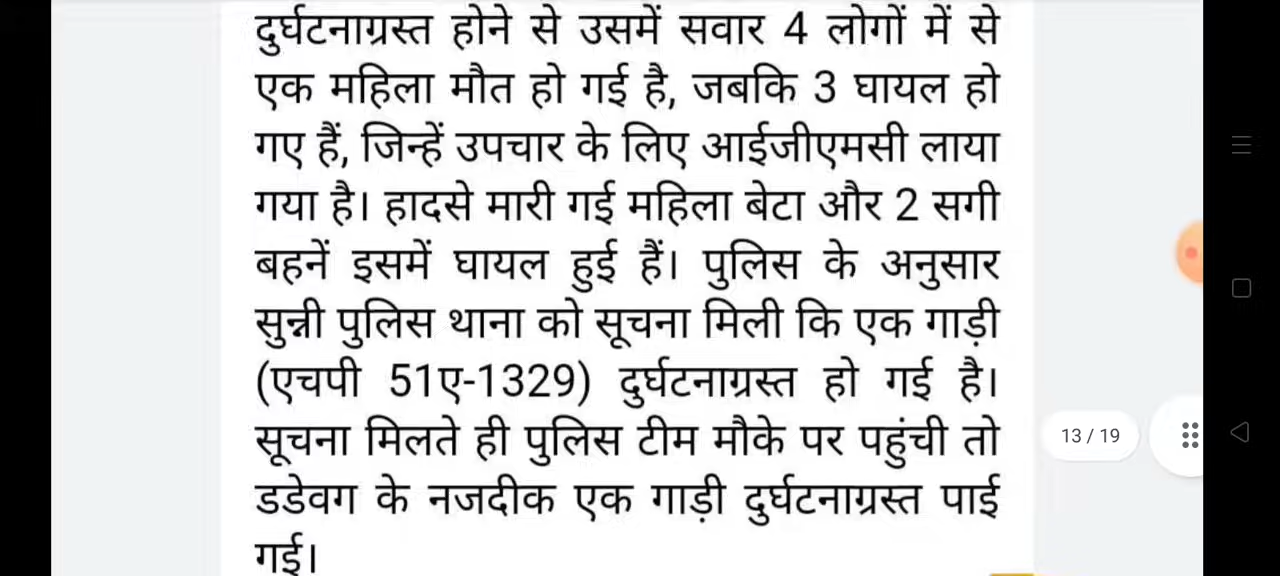 दुर्घटनाग्रस्त होने से उसमें सवार 4 लोगों में से
एक महिला मौत हो गई है, जबकि 3 घायल हो
गए हैं, जिन्हें उपचार के लिए आईजीएमसी लाया
गया है। हादसे मारी गई महिला बेटा और 2 सगी
बहनें इसमें घायल हुई हैं। पुलिस के अनुसार
सुन्नी पुलिस थाना को सूचना मिली कि एक गाड़ी
(एचपी 51ए-1329) दुर्घटनाग्रस्त हो गई है।
सूचना मिलते ही पुलिस टीम मौके पर पहुंची तो
डडेवग के नजदीक एक गाड़ी दुर्घटनाग्रस्त पाई
गई।
13 / 19